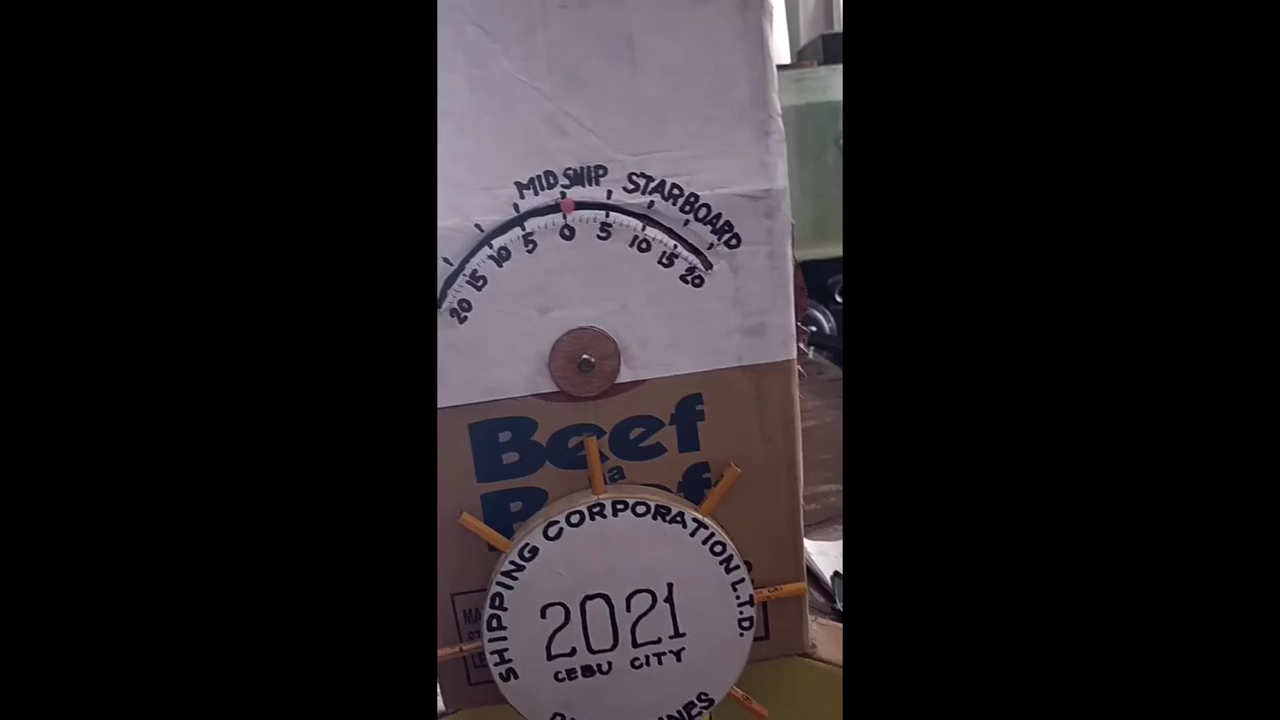 MIDSHIP STARBOARD
20 15 10 5 0 5 10 15 20
Beef
SHIPPING CORPORATION L.T.D.
2021
CEBU CITY